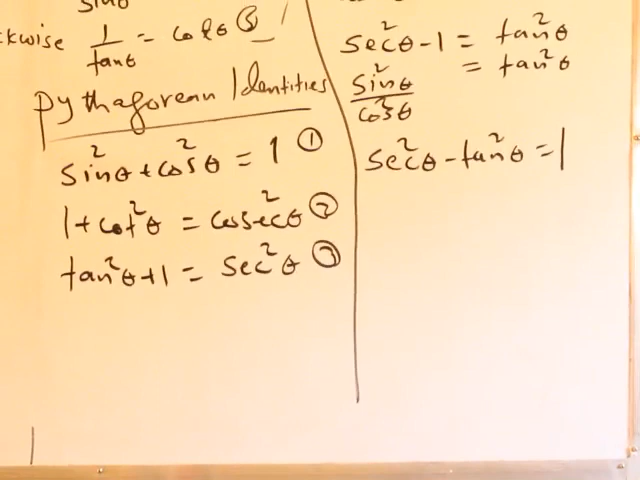 sinθ
kwise 1/tanθ = cotθ ⑤
Pythagorean Identities
sin²θ + cos²θ = 1 ①
1 + cot²θ = cosec²θ ②
tan²θ + 1 = sec²θ ③
sec²θ - 1 = tan²θ
sin²θ/cos²θ = tan²θ
sec²θ - tan²θ = 1